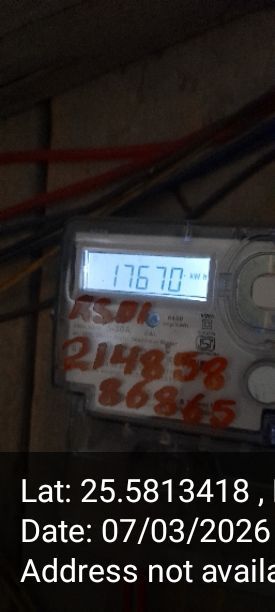 17670 kWh
RSDL
214858
86865
Lat: 25.5813418 ,
Date: 07/03/2026
Address not availa